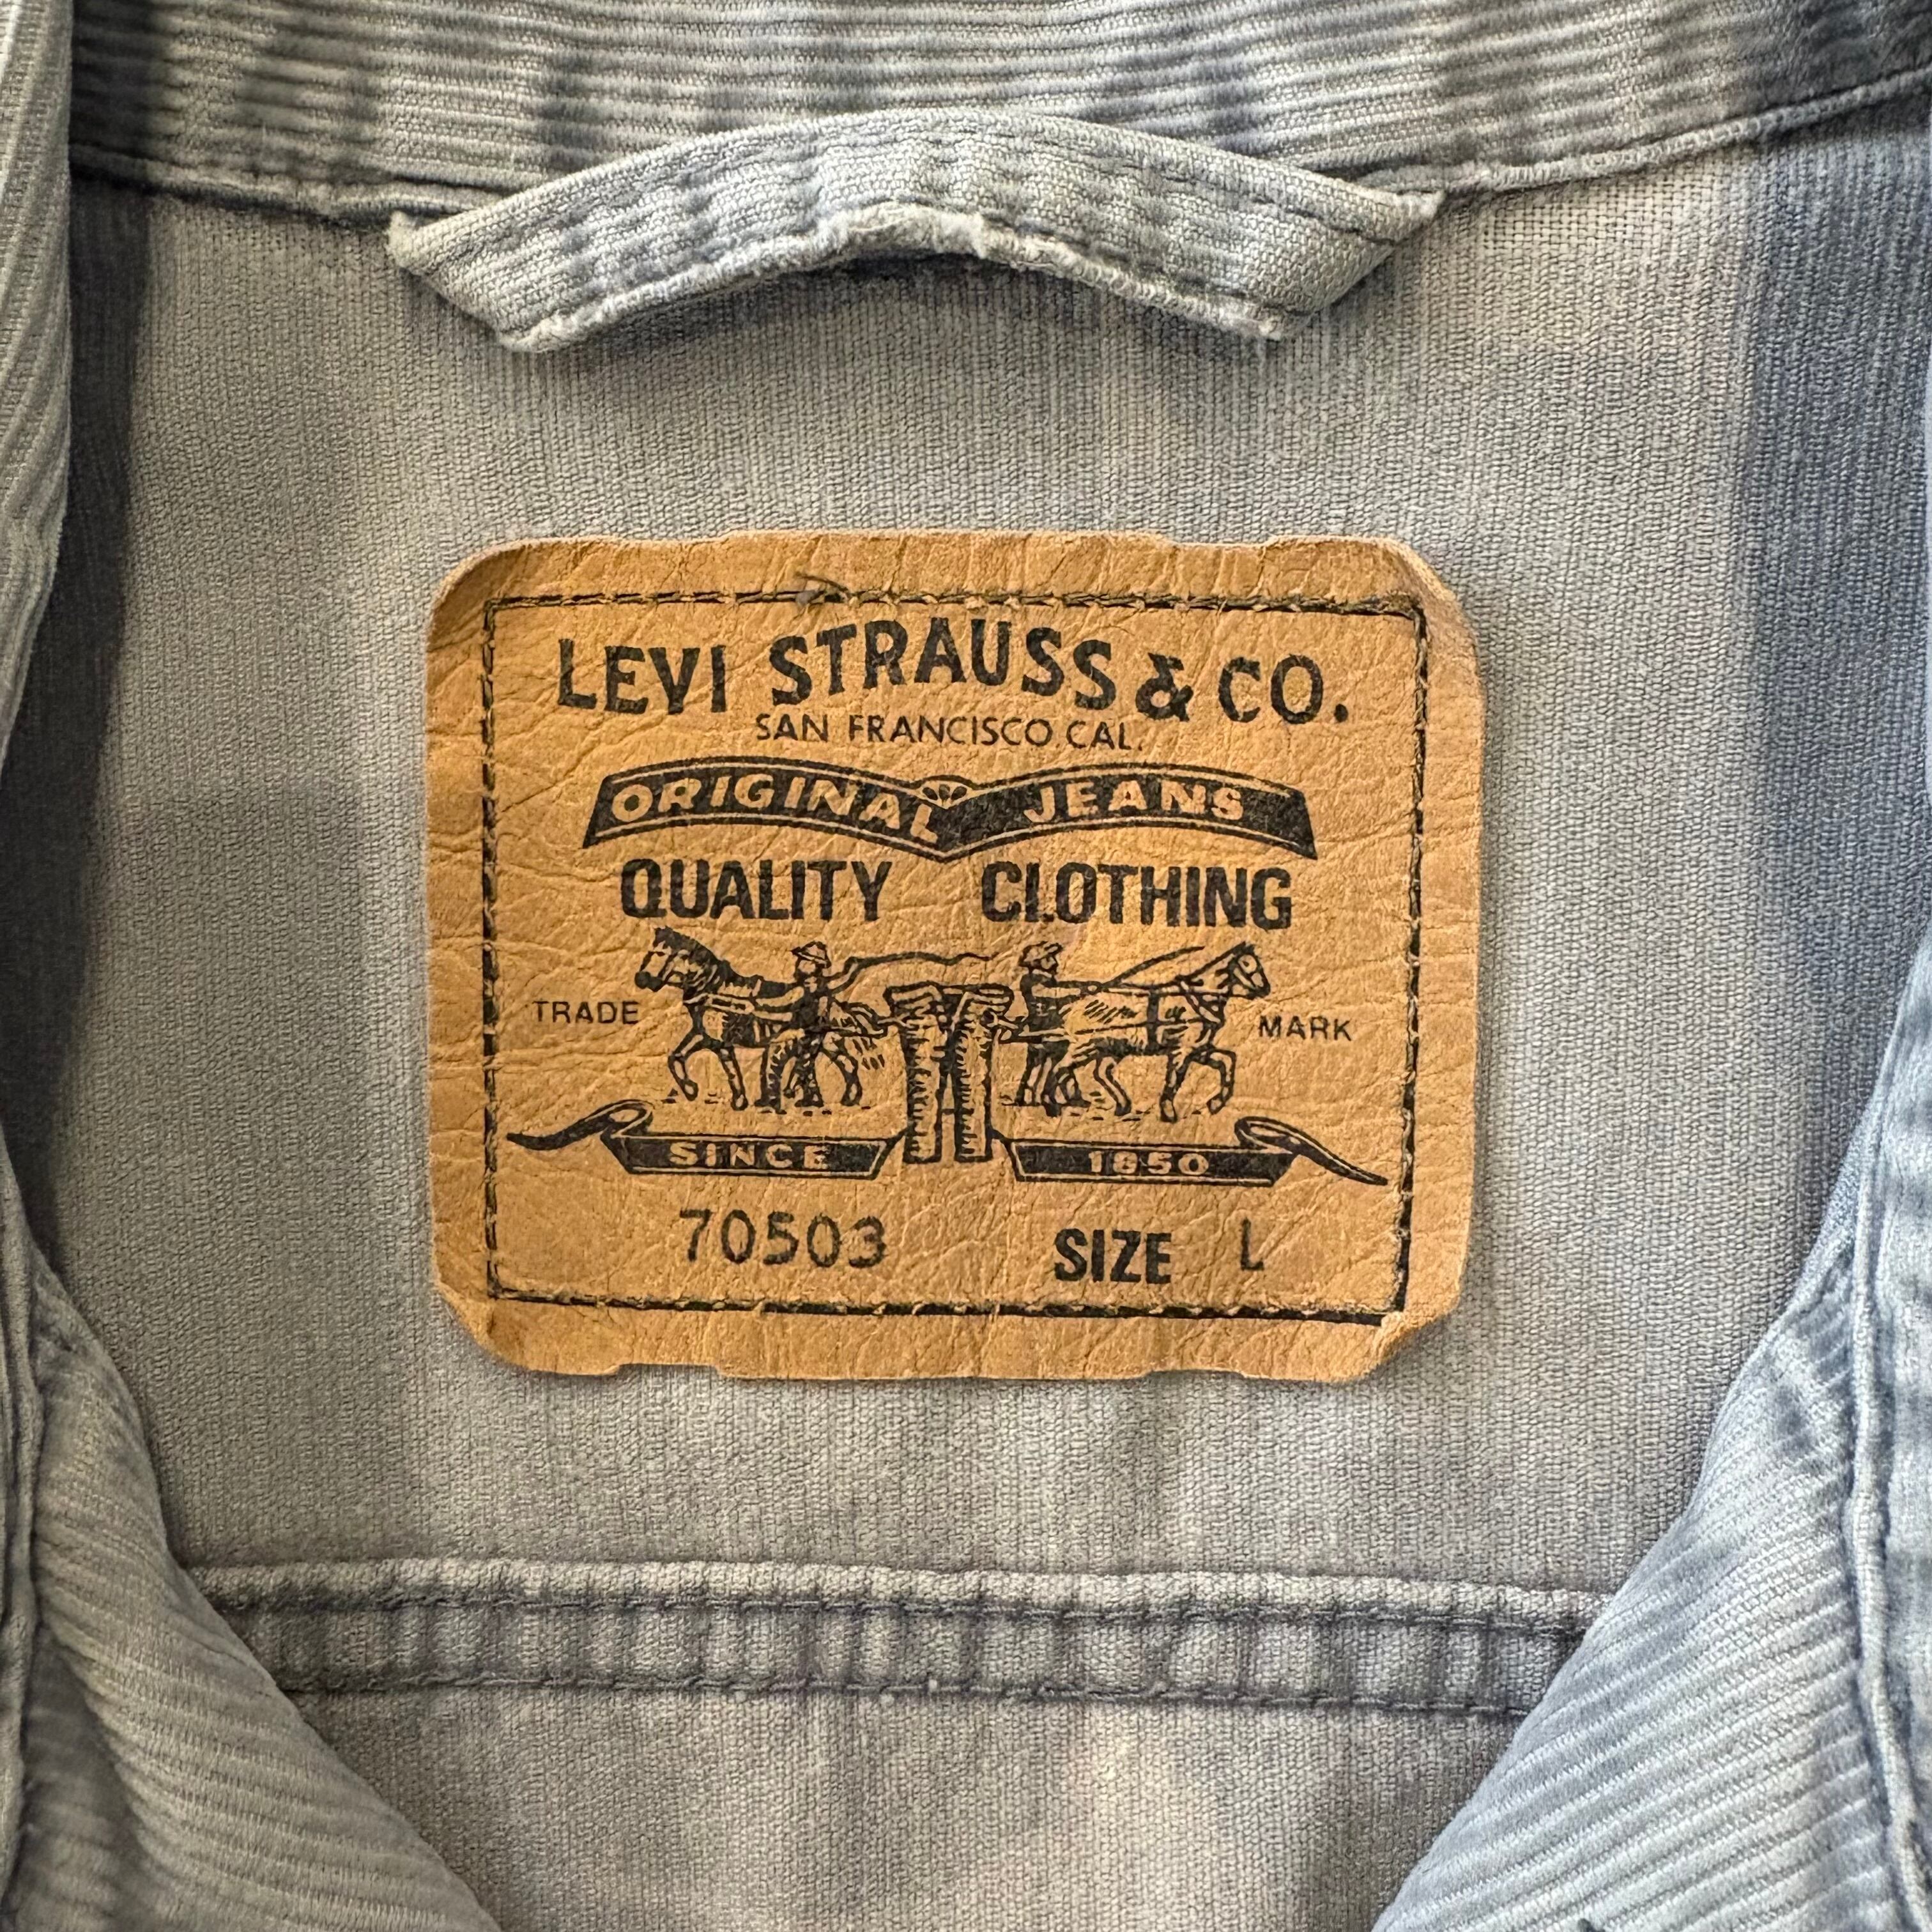 LEVI STRAUSS & CO.
SAN FRANCISCO, CAL.
ORIGINAL JEANS
QUALITY CLOTHING
TRADE MARK
SINCE 1850
70503 SIZE L